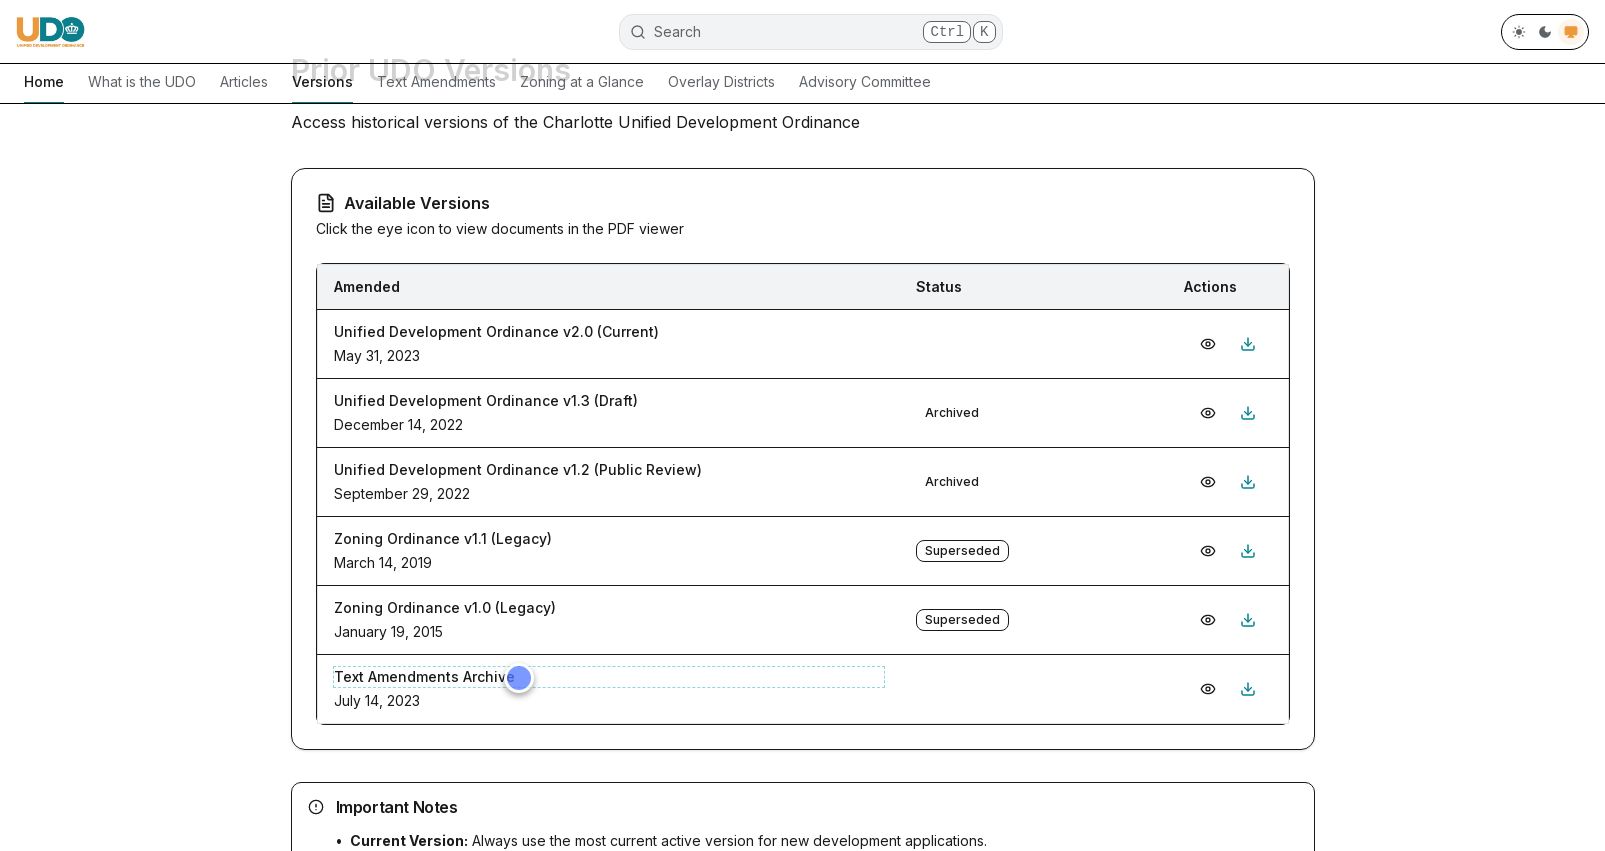 UDO
UNIFIED DEVELOPMENT ORDINANCE
Search
Ctrl K
Prior UDO Versions
Home What is the UDO Articles Versions Text Amendments Zoning at a Glance Overlay Districts Advisory Committee
Access historical versions of the Charlotte Unified Development Ordinance
Available Versions
Click the eye icon to view documents in the PDF viewer
Amended Status Actions
Unified Development Ordinance v2.0 (Current)
May 31, 2023
Unified Development Ordinance v1.3 (Draft)
December 14, 2022
Archived
Unified Development Ordinance v1.2 (Public Review)
September 29, 2022
Archived
Zoning Ordinance v1.1 (Legacy)
March 14, 2019
Superseded
Zoning Ordinance v1.0 (Legacy)
January 19, 2015
Superseded
Text Amendments Archive
July 14, 2023
Important Notes
• Current Version: Always use the most current active version for new development applications.